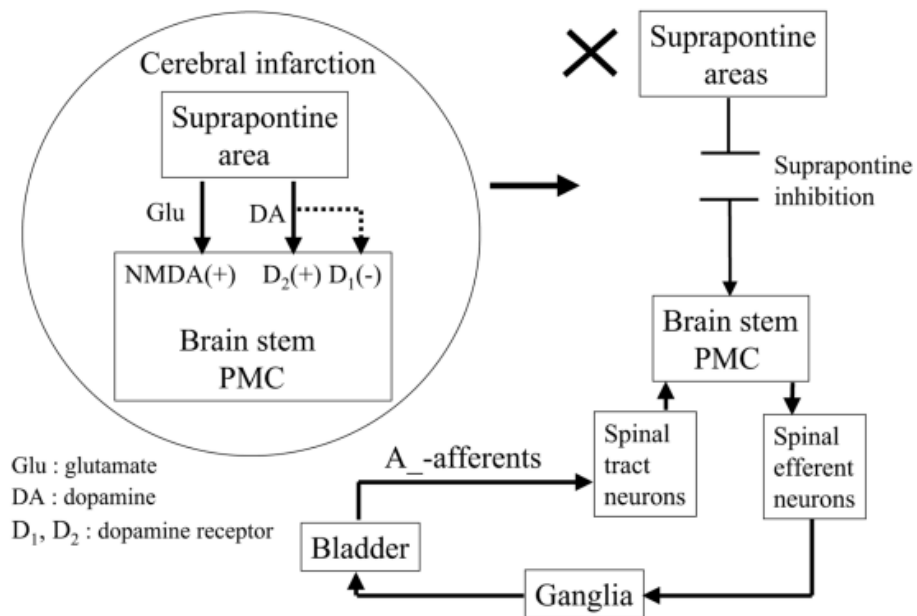 Cerebral infarction
Suprapontine
area
Glu
DA
NMDA(+) D₂(+) D₁(-)
Brain stem
PMC
Glu : glutamate
DA : dopamine
D₁, D₂ : dopamine receptor
Suprapontine
areas
Suprapontine
inhibition
Brain stem
PMC
Spinal
tract
neurons
Spinal
efferent
neurons
A_-afferents
Bladder
Ganglia